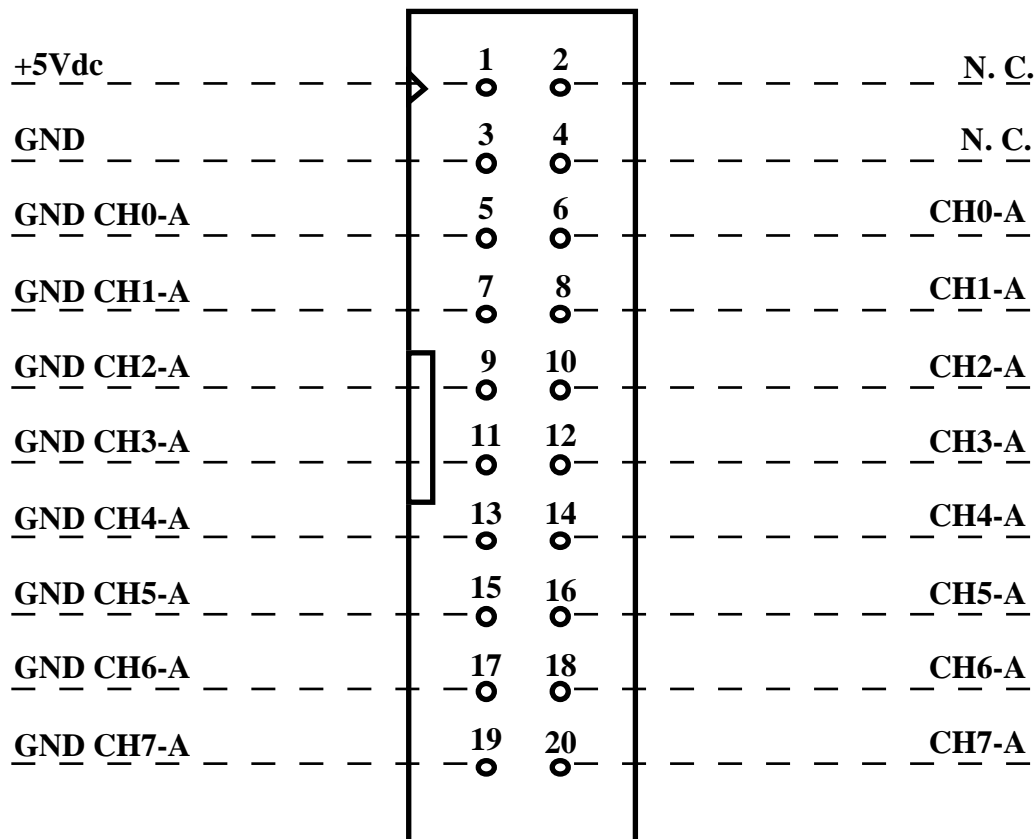 +5Vdc 1 2 N. C.
GND 3 4 N. C.
GND CH0-A 5 6 CH0-A
GND CH1-A 7 8 CH1-A
GND CH2-A 9 10 CH2-A
GND CH3-A 11 12 CH3-A
GND CH4-A 13 14 CH4-A
GND CH5-A 15 16 CH5-A
GND CH6-A 17 18 CH6-A
GND CH7-A 19 20 CH7-A